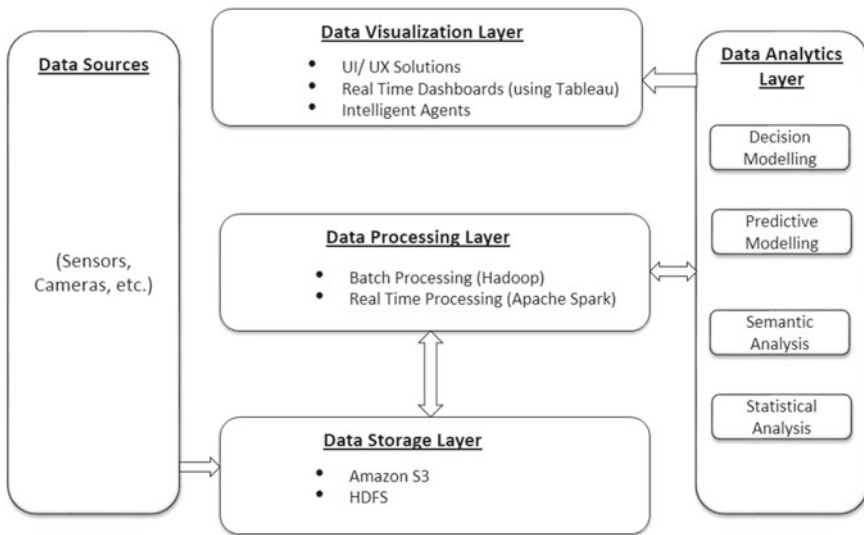 Data Sources
(Sensors,
Cameras, etc.)
Data Visualization Layer
• UI/ UX Solutions
• Real Time Dashboards (using Tableau)
• Intelligent Agents
Data Processing Layer
• Batch Processing (Hadoop)
• Real Time Processing (Apache Spark)
Data Storage Layer
• Amazon S3
• HDFS
Data Analytics
Layer
Decision
Modelling
Predictive
Modelling
Semantic
Analysis
Statistical
Analysis